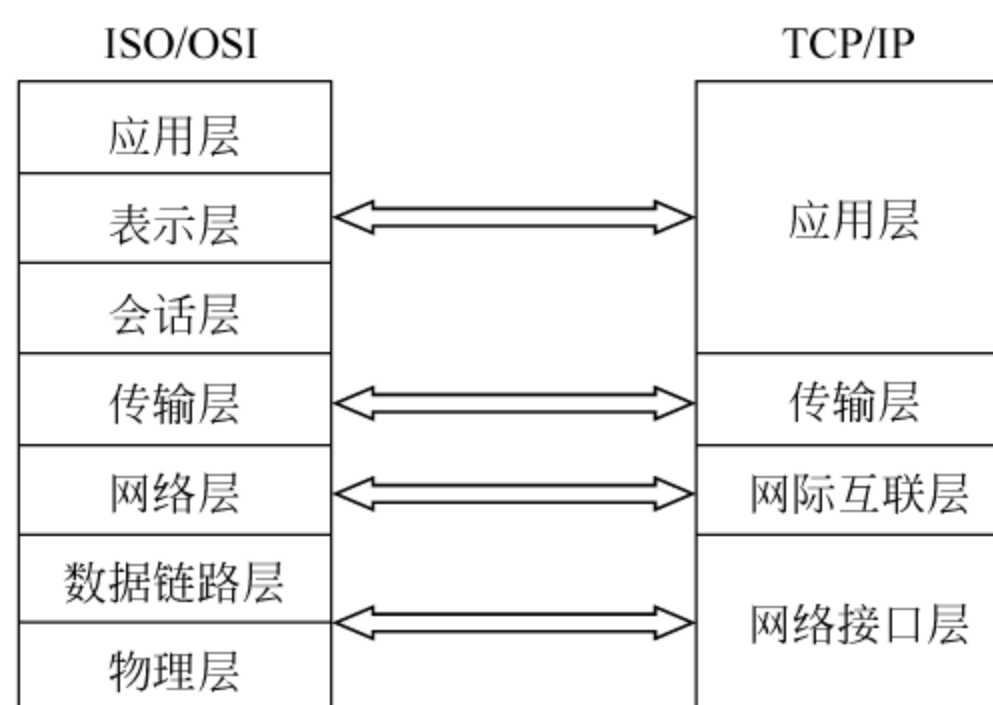 ISO/OSI
应用层
表示层
会话层
传输层
网络层
数据链路层
物理层
TCP/IP
应用层
传输层
网际互联层
网络接口层